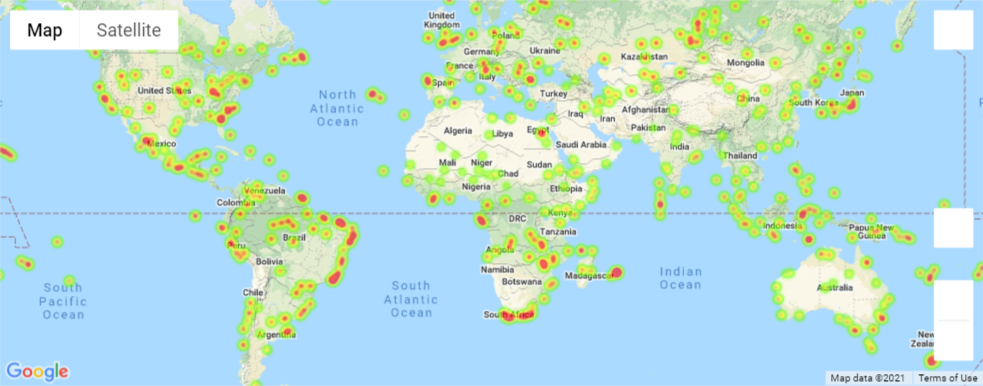 Map Satellite
United
Kingdom
Poland
Germany
Ukraine
Kazakhstan
Mongolia
France
Italy
Spain
Turkey
United States
North
Atlantic
Ocean
China
South Korea
Japan
Afghanistan
Iraq
Iran
Pakistan
Algeria
Libya
Egypt
Saudi Arabia
India
Mexico
Mali
Niger
Chad
Sudan
Thailand
Nigeria
Ethiopia
Venezuela
Colombia
DRC
Kenya
Tanzania
Indonesia
Papua New
Guinea
Peru
Brazil
Angola
Bolivia
Namibia
Botswana
Madagascar
Indian
Ocean
Australia
South
Pacific
Ocean
Chile
South
Atlantic
Ocean
South Africa
Argentina
New
Zeala
Google
Map data ©2021
Terms of Use